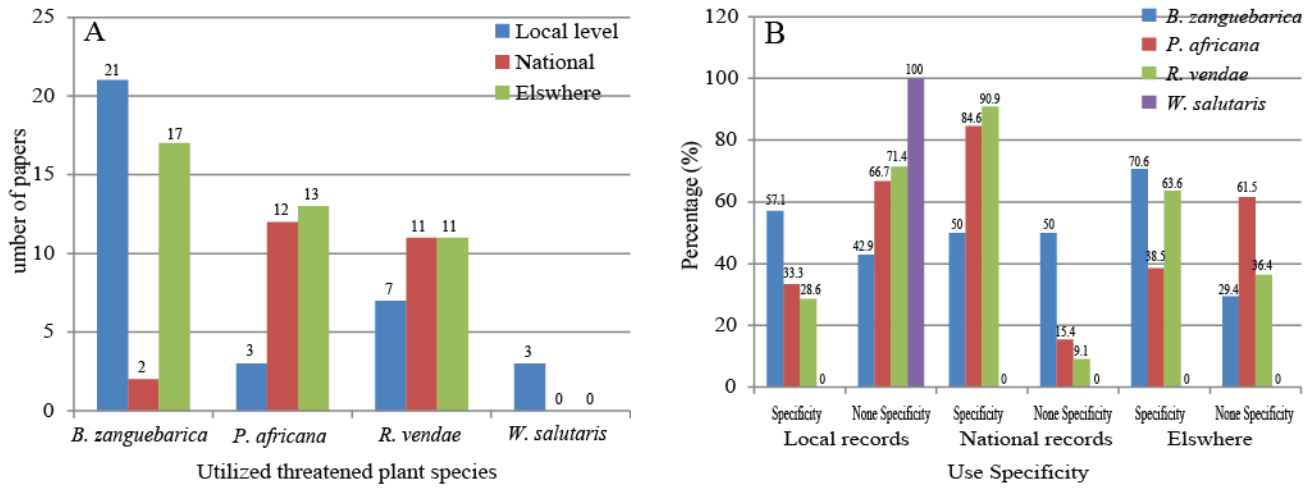 A
Local level
National
Elswhere
umber of papers
25
20
15
10
5
0
21
2
17
3
12
13
7
11
11
3
0
0
B. zanguebarica
P. africana
R. vendae
W. salutaris
Utilized threatened plant species
B
B. zanguebarica
P. africana
R. vendae
W. salutaris
Percentage (%)
120%
100
80
60
40
20
0
57.1
33.3
28.6
0
42.9
66.7
71.4
100
50
84.6
90.9
0
50
15.4
9.1
0
70.6
38.5
63.6
0
29.4
61.5
36.4
0
Specificity None Specificity Specificity None Specificity Specificity None Specificity
Local records National records Elswhere
Use Specificity